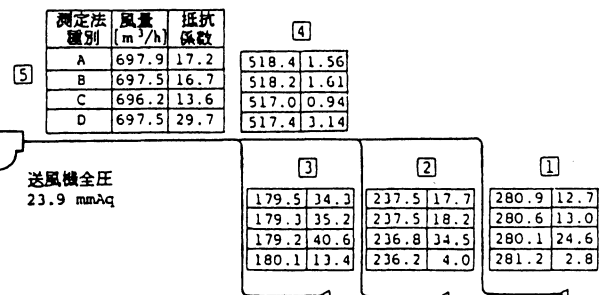 測定法 風量 抵抗
種別 (m³/h) 係数
4
5
A 697.9 17.2
B 697.5 16.7
C 696.2 13.6
D 697.5 29.7
518.4 1.56
518.2 1.61
517.0 0.94
517.4 3.14
送風機全圧
23.9 mmAq
3
179.5 34.3
179.3 35.2
179.2 40.6
180.1 13.4
2
237.5 17.7
237.5 18.2
236.8 34.5
236.2 4.0
1
280.9 12.7
280.6 13.0
280.1 24.6
281.2 2.8